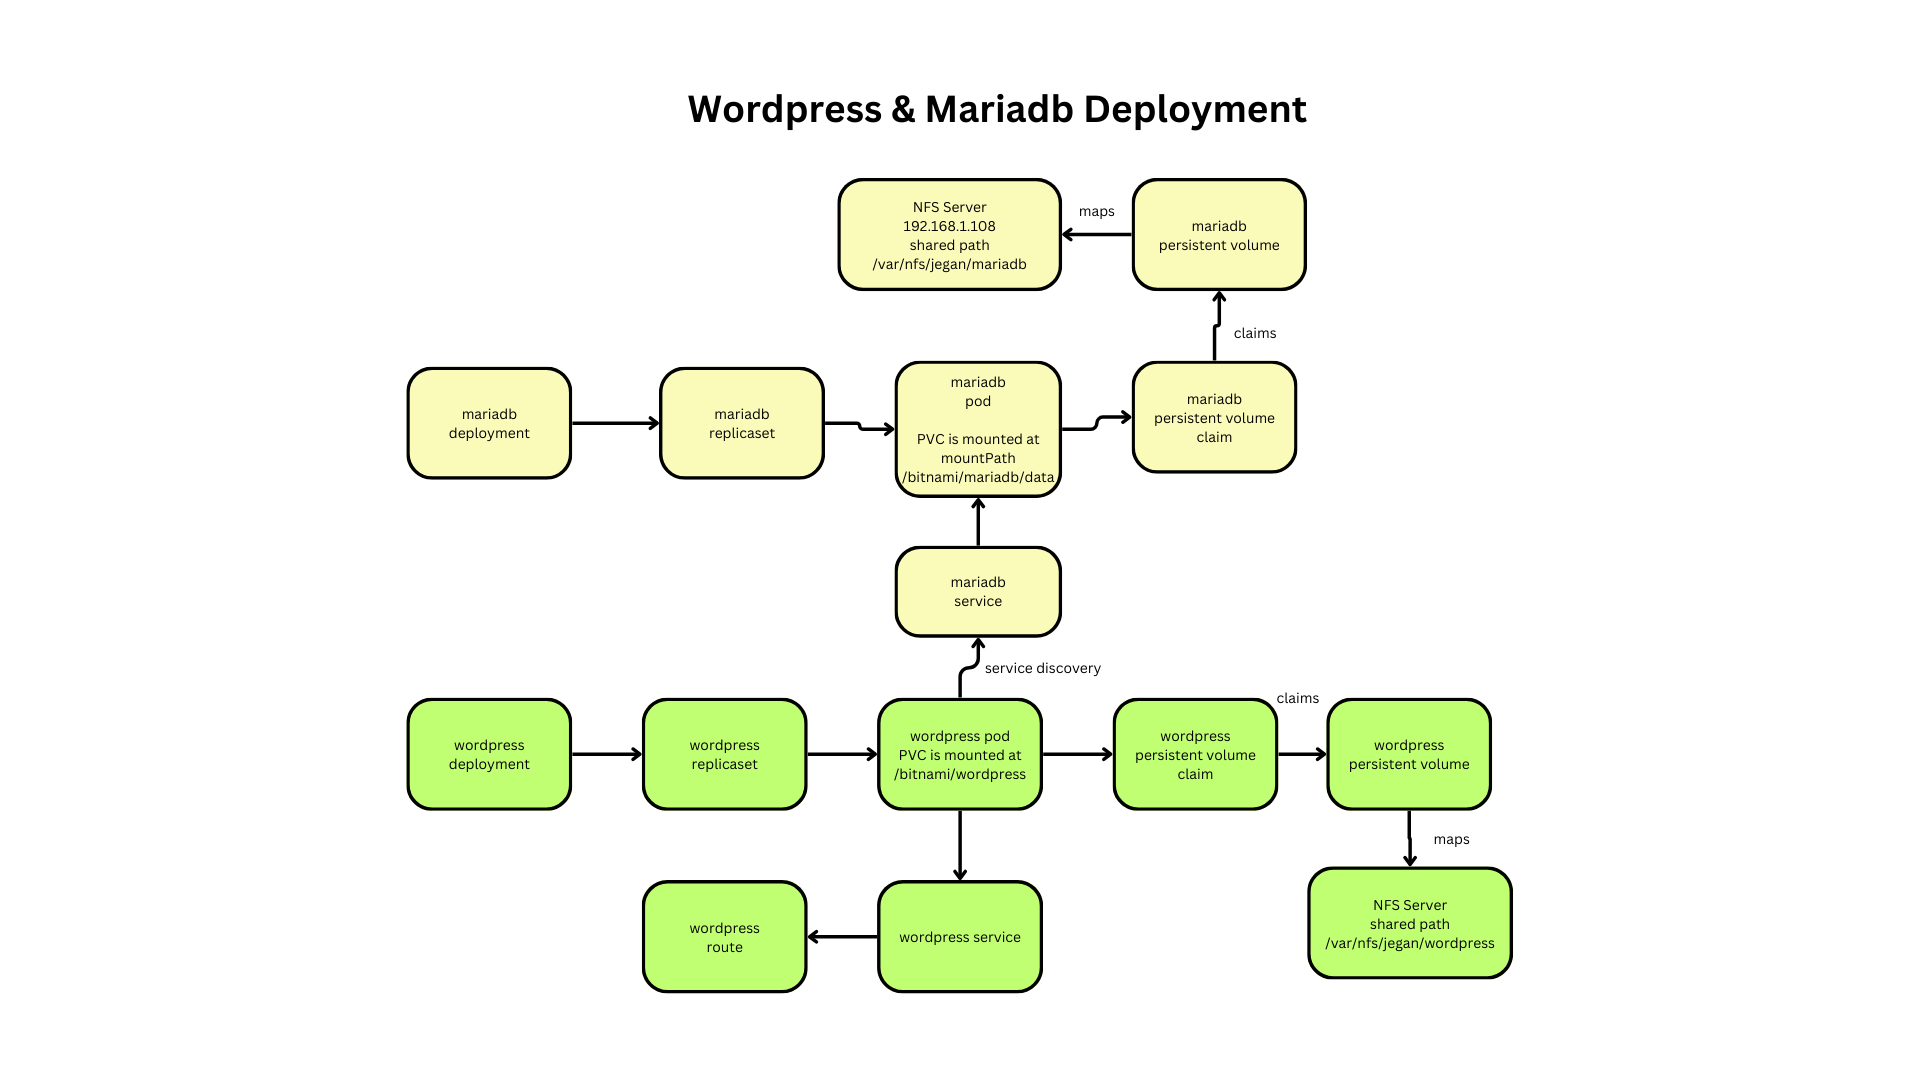 Wordpress & Mariadb Deployment
NFS Server
192.168.1.108
shared path
/var/nfs/jegan/mariadb
maps
mariadb
persistent volume
claims
mariadb
deployment
mariadb
replicaset
mariadb
pod
PVC is mounted at
mountPath
/bitnami/mariadb/data
mariadb
persistent volume
claim
mariadb
service
service discovery
wordpress
deployment
wordpress
replicaset
wordpress pod
PVC is mounted at
/bitnami/wordpress
wordpress
persistent volume
claim
claims
wordpress
persistent volume
maps
wordpress
route
wordpress service
NFS Server
shared path
/var/nfs/jegan/wordpress